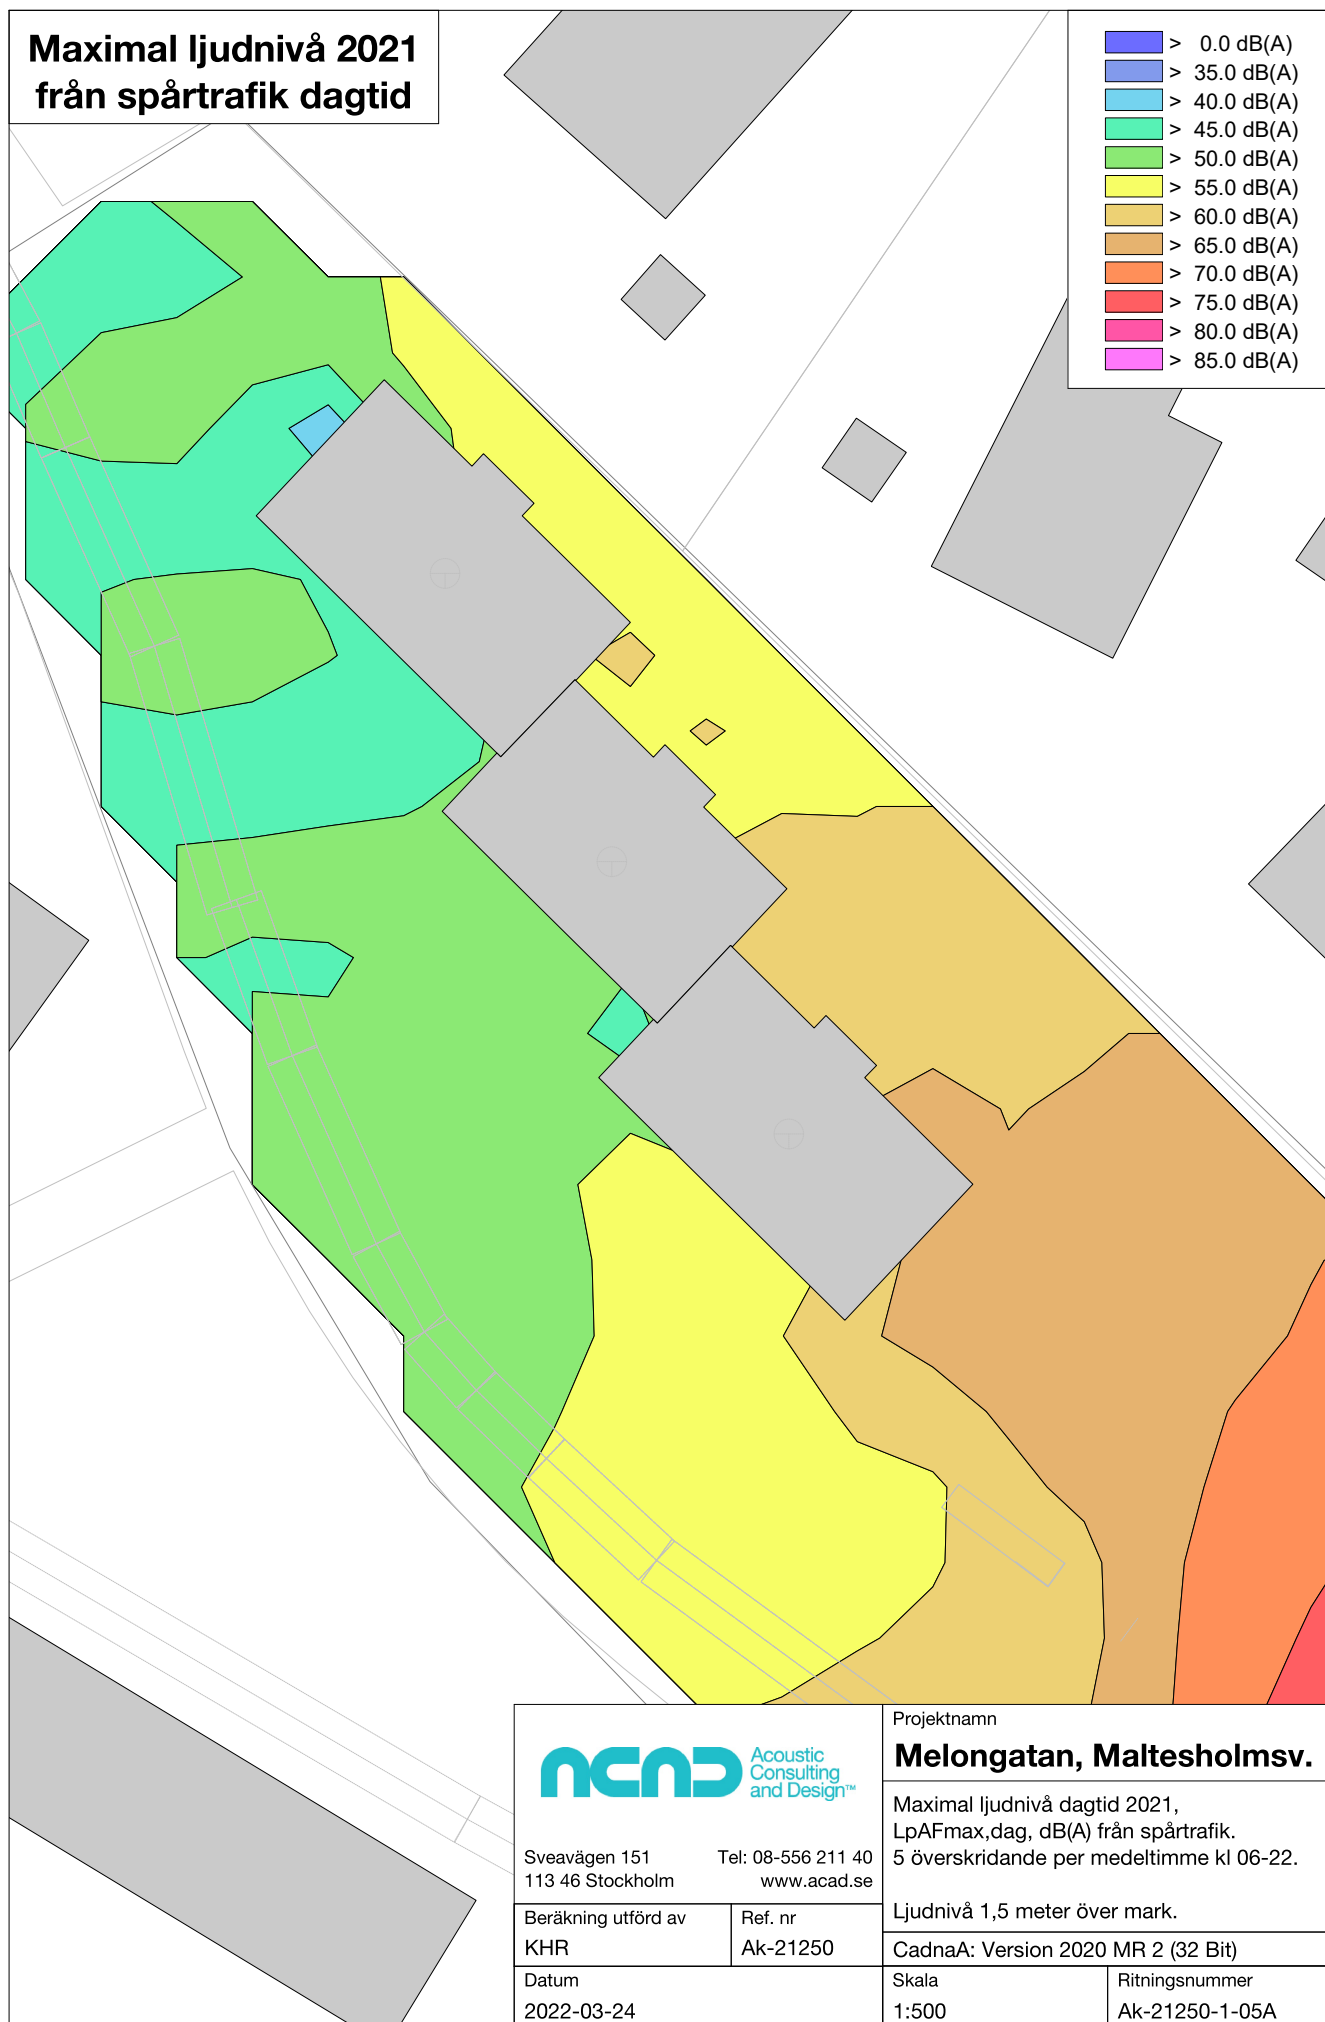 Maximal ljudnivå 2021
från spårtrafik dagtid
> 0.0 dB(A)
> 35.0 dB(A)
> 40.0 dB(A)
> 45.0 dB(A)
> 50.0 dB(A)
> 55.0 dB(A)
> 60.0 dB(A)
> 65.0 dB(A)
> 70.0 dB(A)
> 75.0 dB(A)
> 80.0 dB(A)
> 85.0 dB(A)
ACAD
Acoustic
Consulting
and Design™
Sveavägen 151
113 46 Stockholm
Tel: 08-556 211 40
www.acad.se
Beräkning utförd av
KHR
Ref. nr
Ak-21250
Datum
2022-03-24
Projektnamn
Melongatan, Maltesholmsv.
Maximal ljudnivå dagtid 2021,
LpAFmax,dag, dB(A) från spårtrafik.
5 överskridande per medeltimme kl 06-22.
Ljudnivå 1,5 meter över mark.
CadnaA: Version 2020 MR 2 (32 Bit)
Skala
1:500
Ritningsnummer
Ak-21250-1-05A